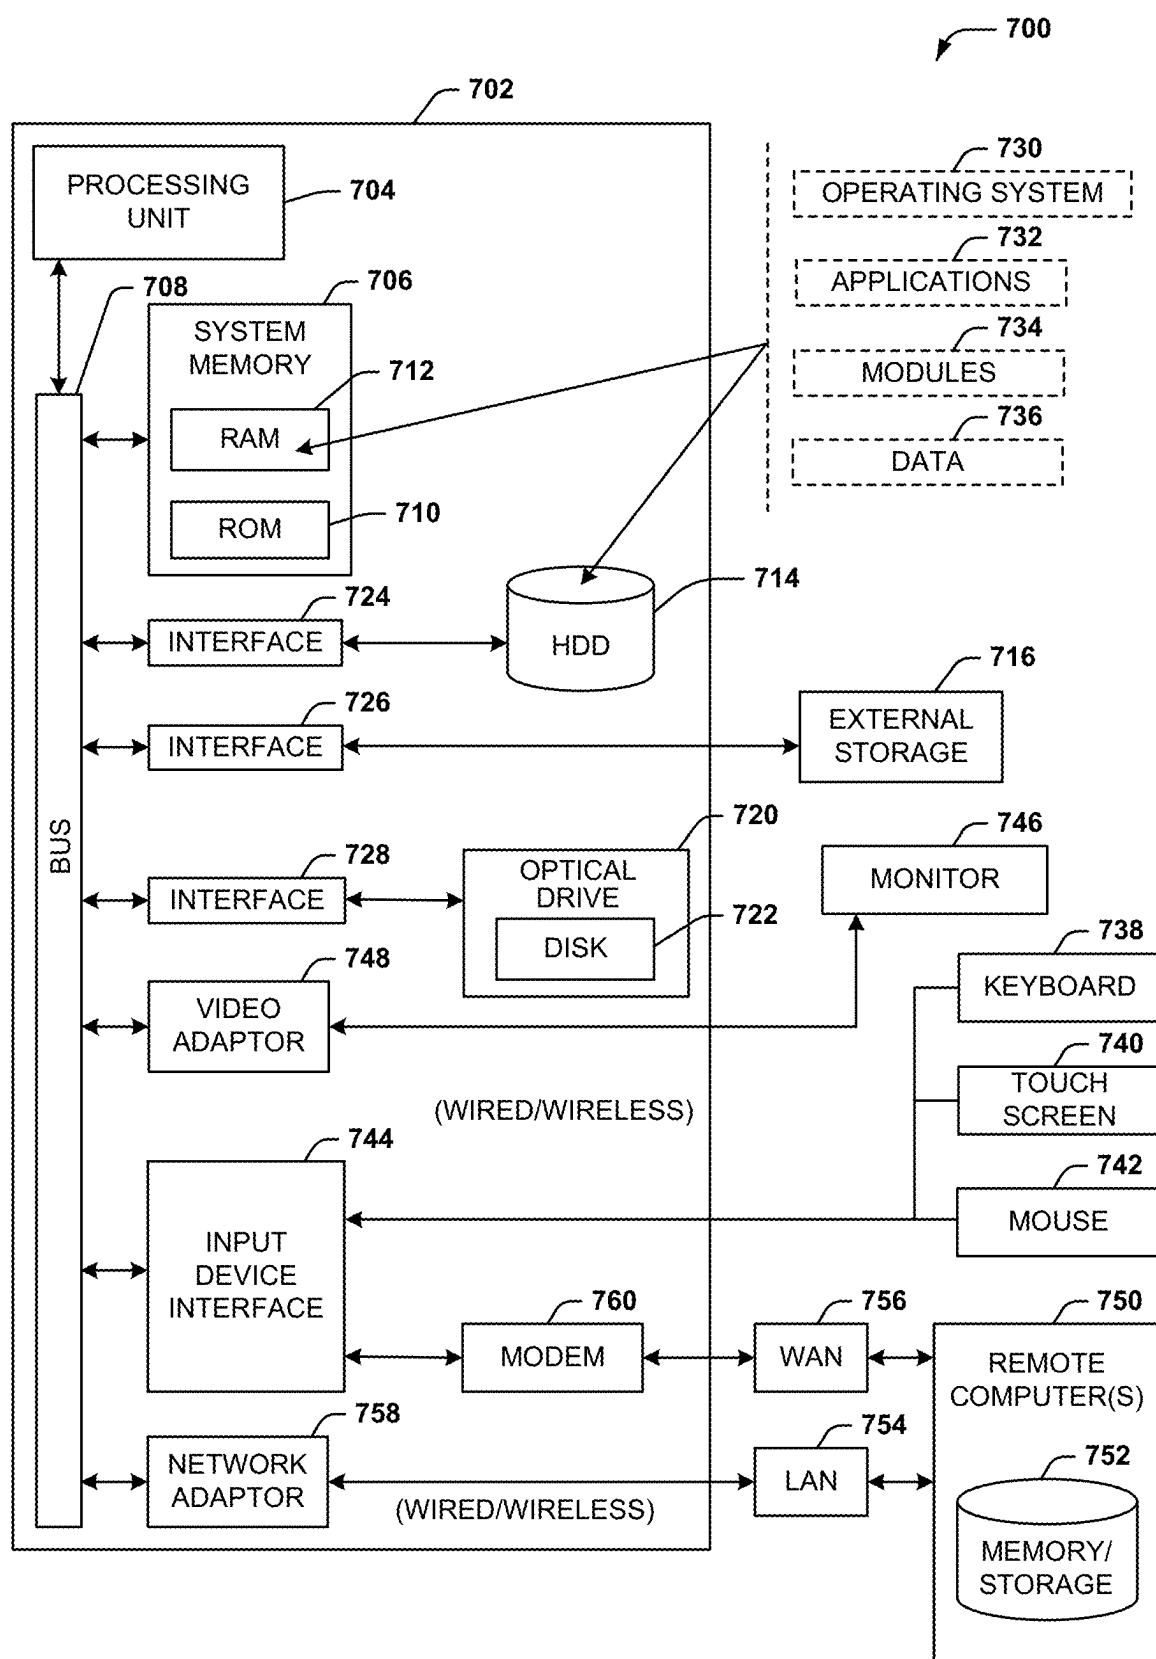 700
702
PROCESSING
UNIT
704
730
OPERATING SYSTEM
732
APPLICATIONS
734
MODULES
736
DATA
708
706
SYSTEM
MEMORY
712
RAM
710
ROM
BUS
724
INTERFACE
714
HDD
726
INTERFACE
716
EXTERNAL
STORAGE
728
INTERFACE
720
OPTICAL
DRIVE
722
DISK
746
MONITOR
748
VIDEO
ADAPTOR
738
KEYBOARD
740
TOUCH
SCREEN
(WIRED/WIRELESS)
744
INPUT
DEVICE
INTERFACE
742
MOUSE
760
MODEM
756
WAN
750
REMOTE
COMPUTER(S)
758
NETWORK
ADAPTOR
(WIRED/WIRELESS)
754
LAN
752
MEMORY/
STORAGE